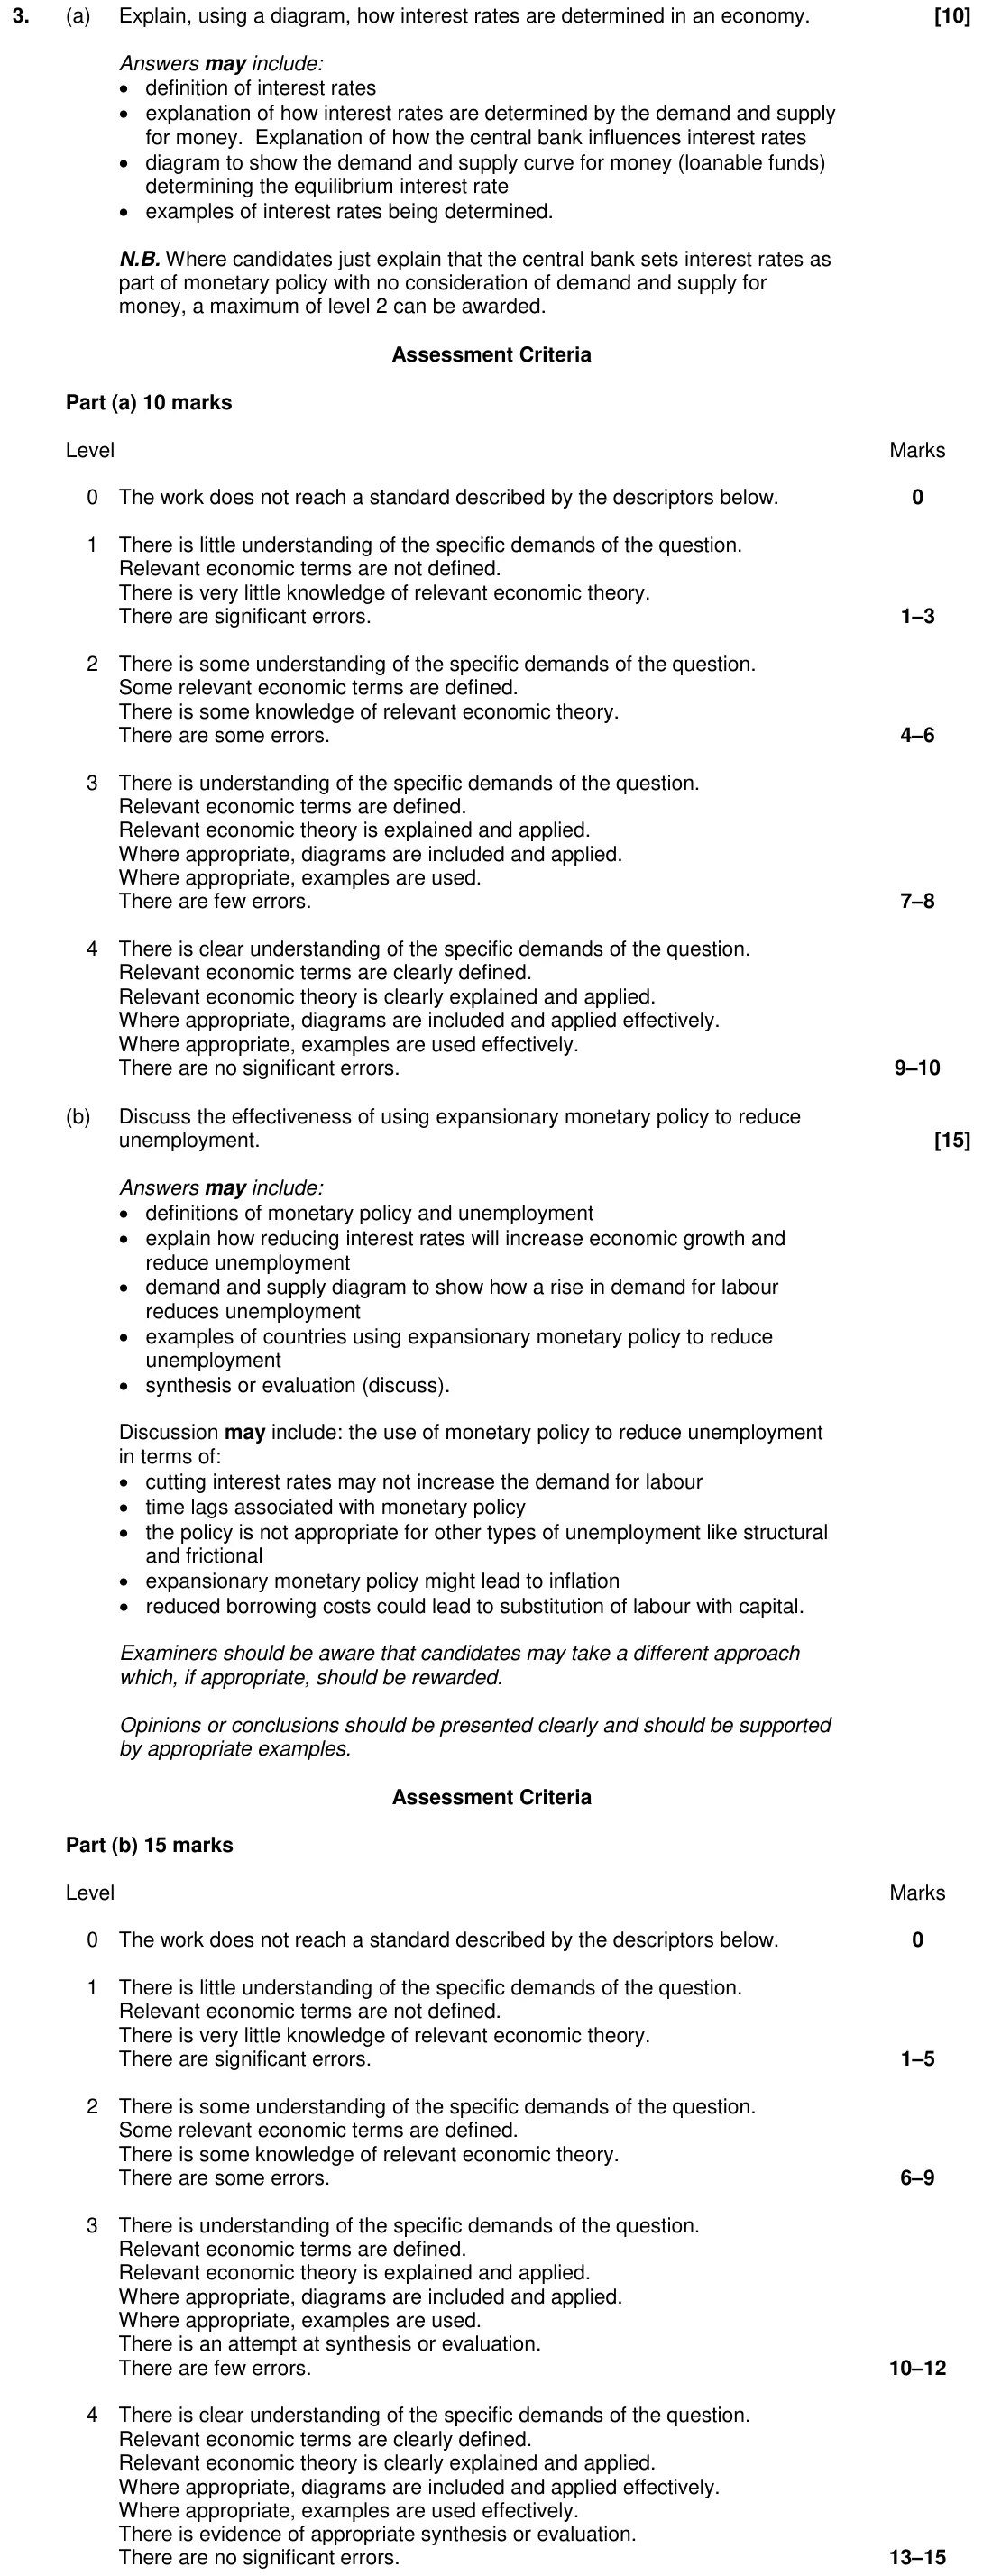 3. (a) Explain, using a diagram, how interest rates are determined in an economy. [10]
Answers may include:
• definition of interest rates
• explanation of how interest rates are determined by the demand and supply
for money. Explanation of how the central bank influences interest rates
• diagram to show the demand and supply curve for money (loanable funds)
determining the equilibrium interest rate
• examples of interest rates being determined.
N.B. Where candidates just explain that the central bank sets interest rates as
part of monetary policy with no consideration of demand and supply for
money, a maximum of level 2 can be awarded.
Assessment Criteria
Part (a) 10 marks
Level Marks
0 The work does not reach a standard described by the descriptors below. 0
1 There is little understanding of the specific demands of the question.
Relevant economic terms are not defined.
There is very little knowledge of relevant economic theory.
There are significant errors. 1–3
2 There is some understanding of the specific demands of the question.
Some relevant economic terms are defined.
There is some knowledge of relevant economic theory.
There are some errors. 4–6
3 There is understanding of the specific demands of the question.
Relevant economic terms are defined.
Relevant economic theory is explained and applied.
Where appropriate, diagrams are included and applied.
Where appropriate, examples are used.
There are few errors. 7–8
4 There is clear understanding of the specific demands of the question.
Relevant economic terms are clearly defined.
Relevant economic theory is clearly explained and applied.
Where appropriate, diagrams are included and applied effectively.
Where appropriate, examples are used effectively.
There are no significant errors. 9–10
(b) Discuss the effectiveness of using expansionary monetary policy to reduce
unemployment. [15]
Answers may include:
• definitions of monetary policy and unemployment
• explain how reducing interest rates will increase economic growth and
reduce unemployment
• demand and supply diagram to show how a rise in demand for labour
reduces unemployment
• examples of countries using expansionary monetary policy to reduce
unemployment
• synthesis or evaluation (discuss).
Discussion may include: the use of monetary policy to reduce unemployment
in terms of:
• cutting interest rates may not increase the demand for labour
• time lags associated with monetary policy
• the policy is not appropriate for other types of unemployment like structural
and frictional
• expansionary monetary policy might lead to inflation
• reduced borrowing costs could lead to substitution of labour with capital.
Examiners should be aware that candidates may take a different approach
which, if appropriate, should be rewarded.
Opinions or conclusions should be presented clearly and should be supported
by appropriate examples.
Assessment Criteria
Part (b) 15 marks
Level Marks
0 The work does not reach a standard described by the descriptors below. 0
1 There is little understanding of the specific demands of the question.
Relevant economic terms are not defined.
There is very little knowledge of relevant economic theory.
There are significant errors. 1–5
2 There is some understanding of the specific demands of the question.
Some relevant economic terms are defined.
There is some knowledge of relevant economic theory.
There are some errors. 6–9
3 There is understanding of the specific demands of the question.
Relevant economic terms are defined.
Relevant economic theory is explained and applied.
Where appropriate, diagrams are included and applied.
Where appropriate, examples are used.
There is an attempt at synthesis or evaluation.
There are few errors. 10–12
4 There is clear understanding of the specific demands of the question.
Relevant economic terms are clearly defined.
Relevant economic theory is clearly explained and applied.
Where appropriate, diagrams are included and applied effectively.
Where appropriate, examples are used effectively.
There is evidence of appropriate synthesis or evaluation.
There are no significant errors. 13–15